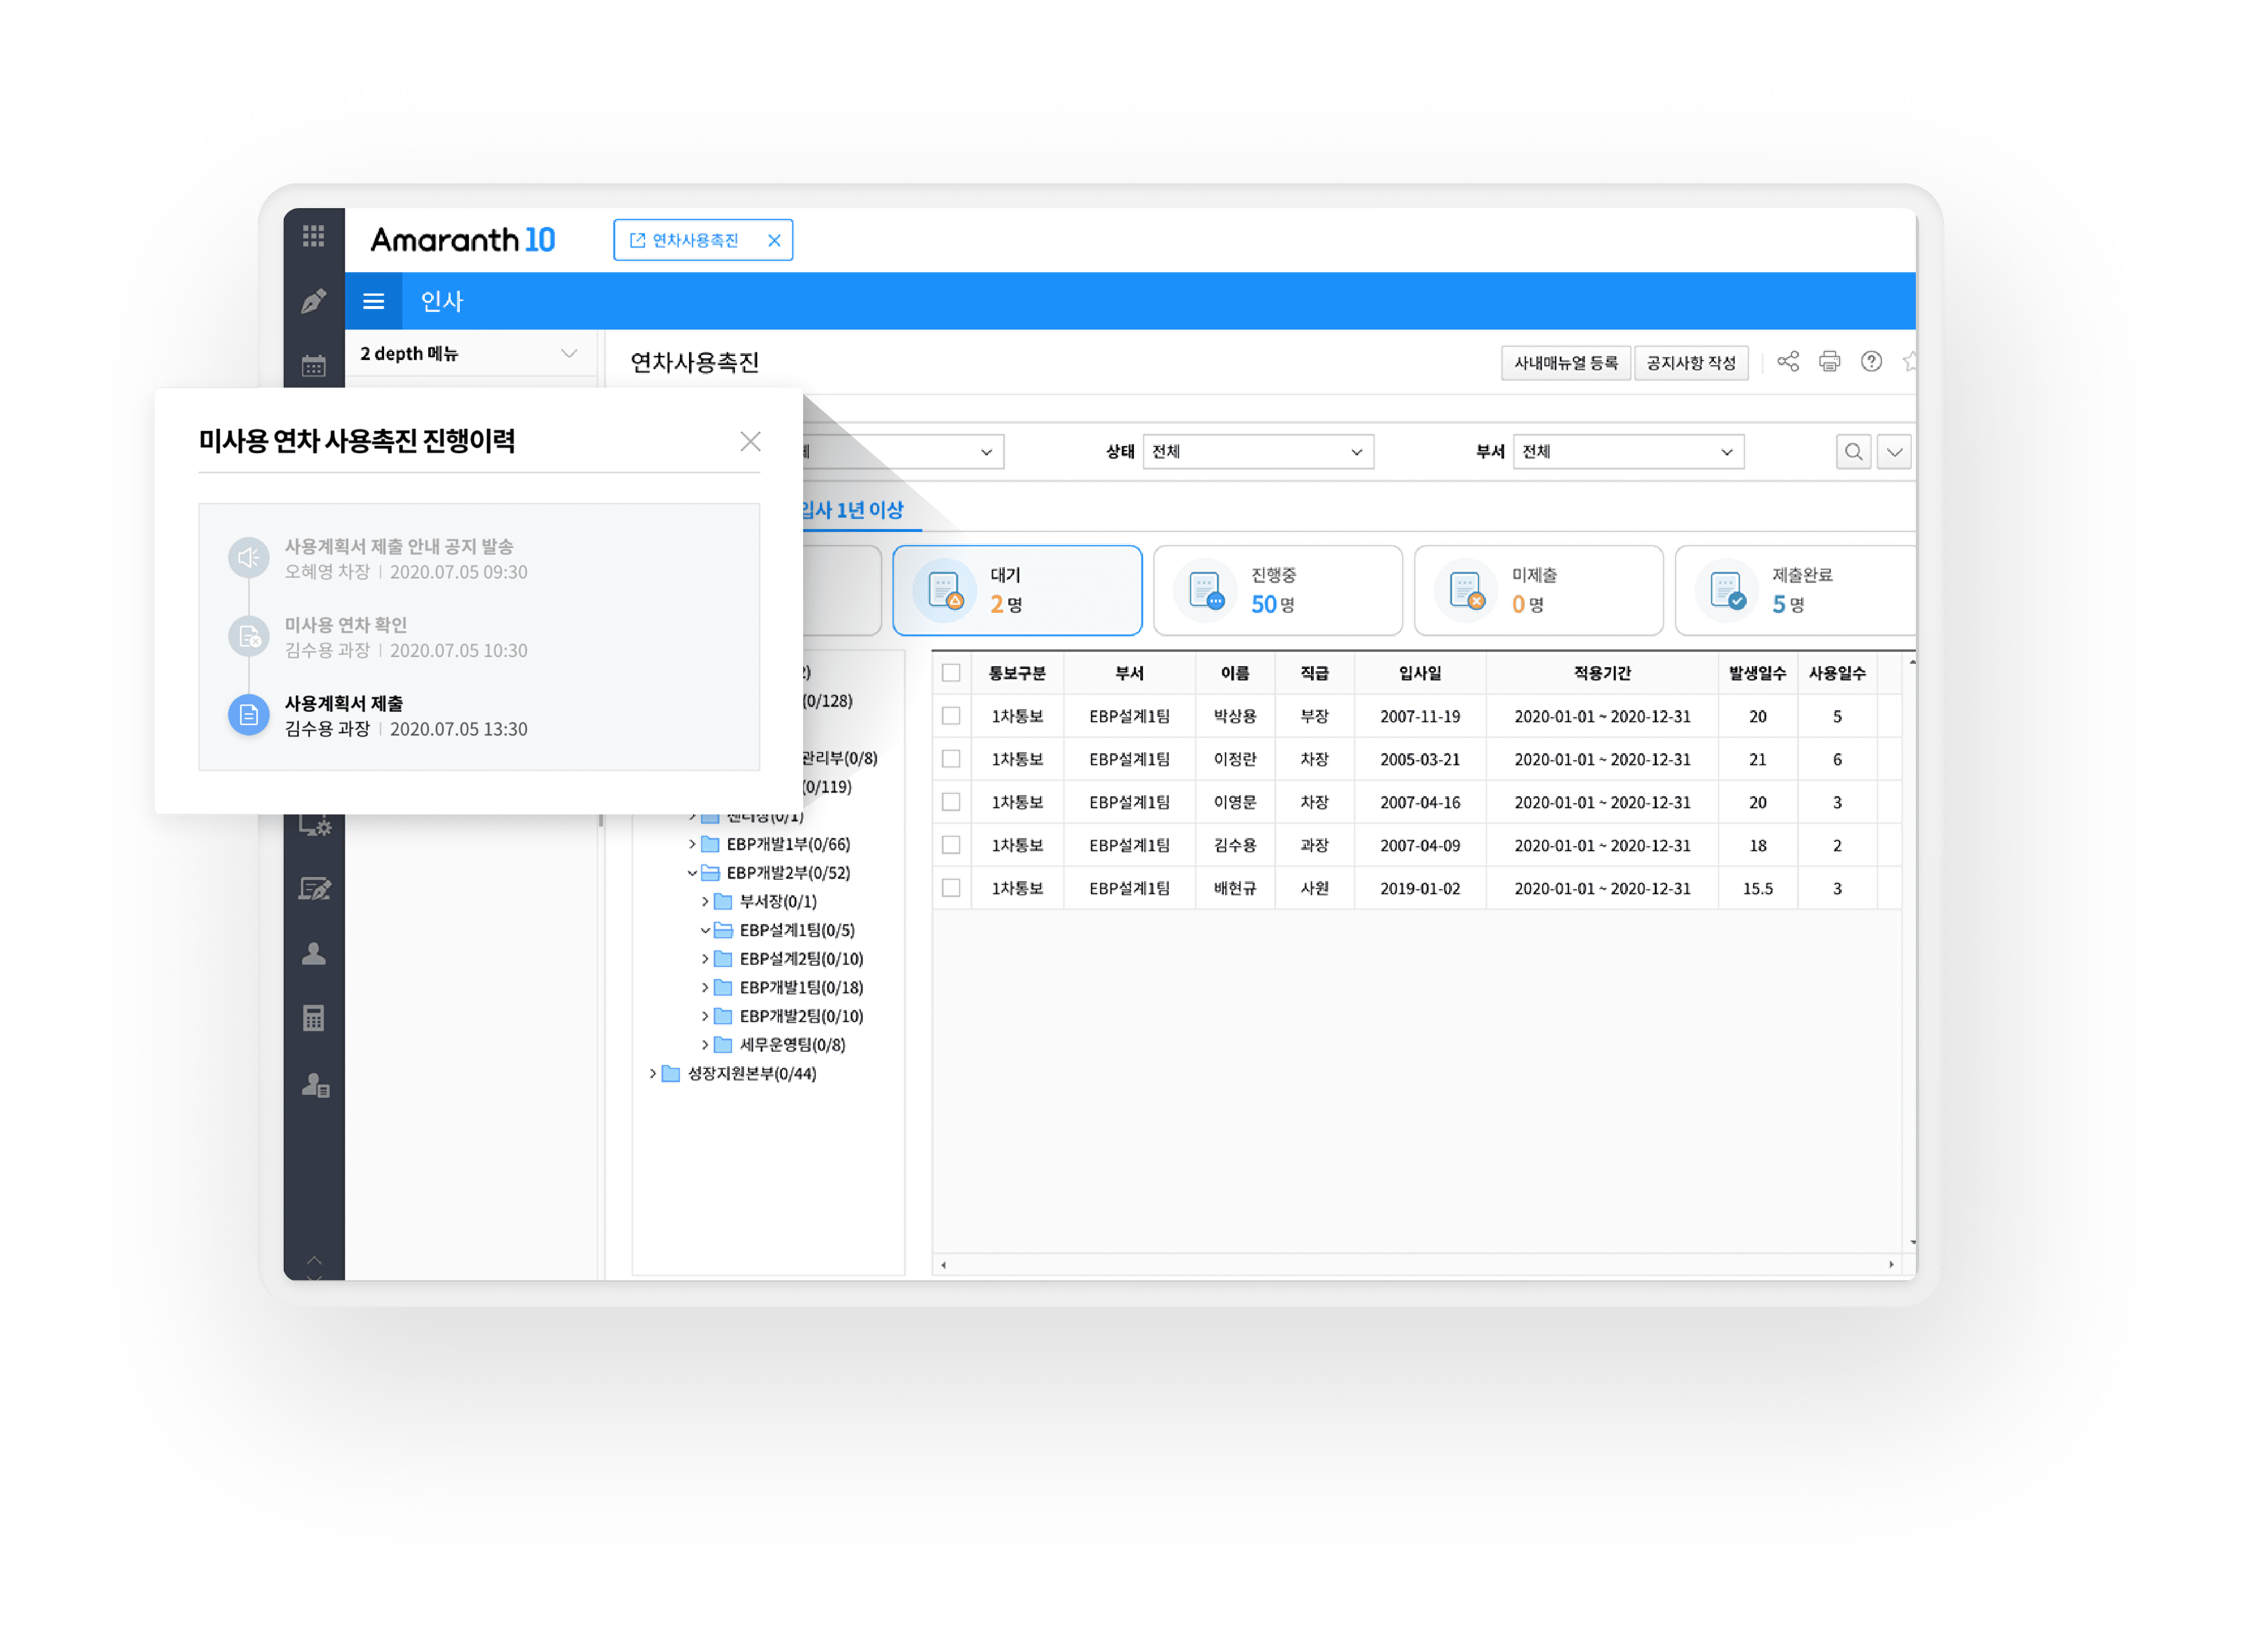 Amaranth 10
연차사용촉진
인사
2 depth 메뉴
연차사용촉진
사내매뉴얼 등록
공지사항 작성
상태 전체
부서 전체
입사 1년 이상
대기
2 명
진행중
50 명
미제출
0 명
제출완료
5 명
미사용 연차 사용촉진 진행이력
사용계획서 제출 안내 공지 발송
오혜영 차장 | 2020.07.05 09:30
미사용 연차 확인
김수용 과장 | 2020.07.05 10:30
사용계획서 제출
김수용 과장 | 2020.07.05 13:30
(0/128)
관리부(0/8)
(0/119)
센터장(0/1)
EBP개발1부(0/66)
EBP개발2부(0/52)
부서장(0/1)
EBP설계1팀(0/5)
EBP설계2팀(0/10)
EBP개발1팀(0/18)
EBP개발2팀(0/10)
세무운영팀(0/8)
성장지원본부(0/44)
통보구분 부서 이름 직급 입사일 적용기간 발생일수 사용일수
1차통보 EBP설계1팀 박상용 부장 2007-11-19 2020-01-01 ~ 2020-12-31 20 5
1차통보 EBP설계1팀 이정란 차장 2005-03-21 2020-01-01 ~ 2020-12-31 21 6
1차통보 EBP설계1팀 이영문 차장 2007-04-16 2020-01-01 ~ 2020-12-31 20 3
1차통보 EBP설계1팀 김수용 과장 2007-04-09 2020-01-01 ~ 2020-12-31 18 2
1차통보 EBP설계1팀 배현규 사원 2019-01-02 2020-01-01 ~ 2020-12-31 15.5 3